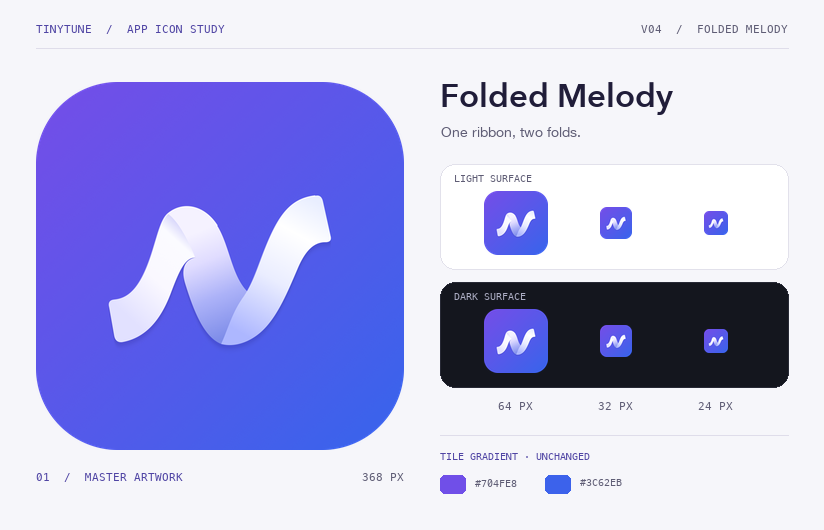 TINYTUNE / APP ICON STUDY
V04 / FOLDED MELODY
Folded Melody
One ribbon, two folds.
LIGHT SURFACE
DARK SURFACE
64 PX 32 PX 24 PX
TILE GRADIENT · UNCHANGED
#704FE8 #3C62EB
01 / MASTER ARTWORK
368 PX